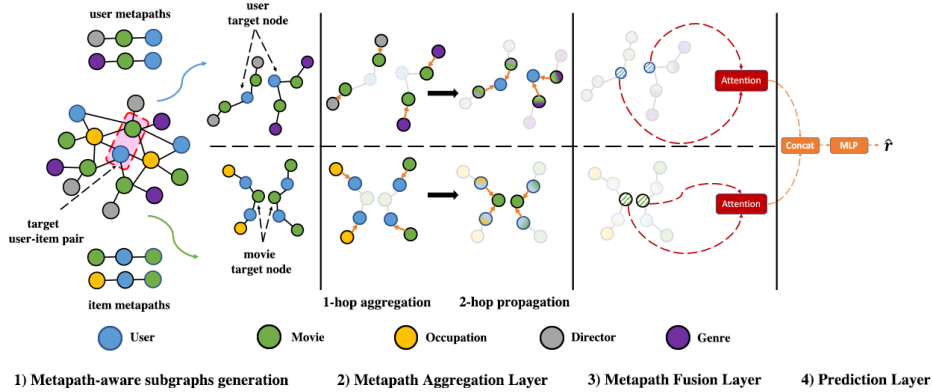 user metapaths
user
target node
target
user-item pair
movie
target node
item metapaths
1-hop aggregation
2-hop propagation
Attention
Attention
Concat
MLP
r̂
User
Movie
Occupation
Director
Genre
1) Metapath-aware subgraphs generation
2) Metapath Aggregation Layer
3) Metapath Fusion Layer
4) Prediction Layer